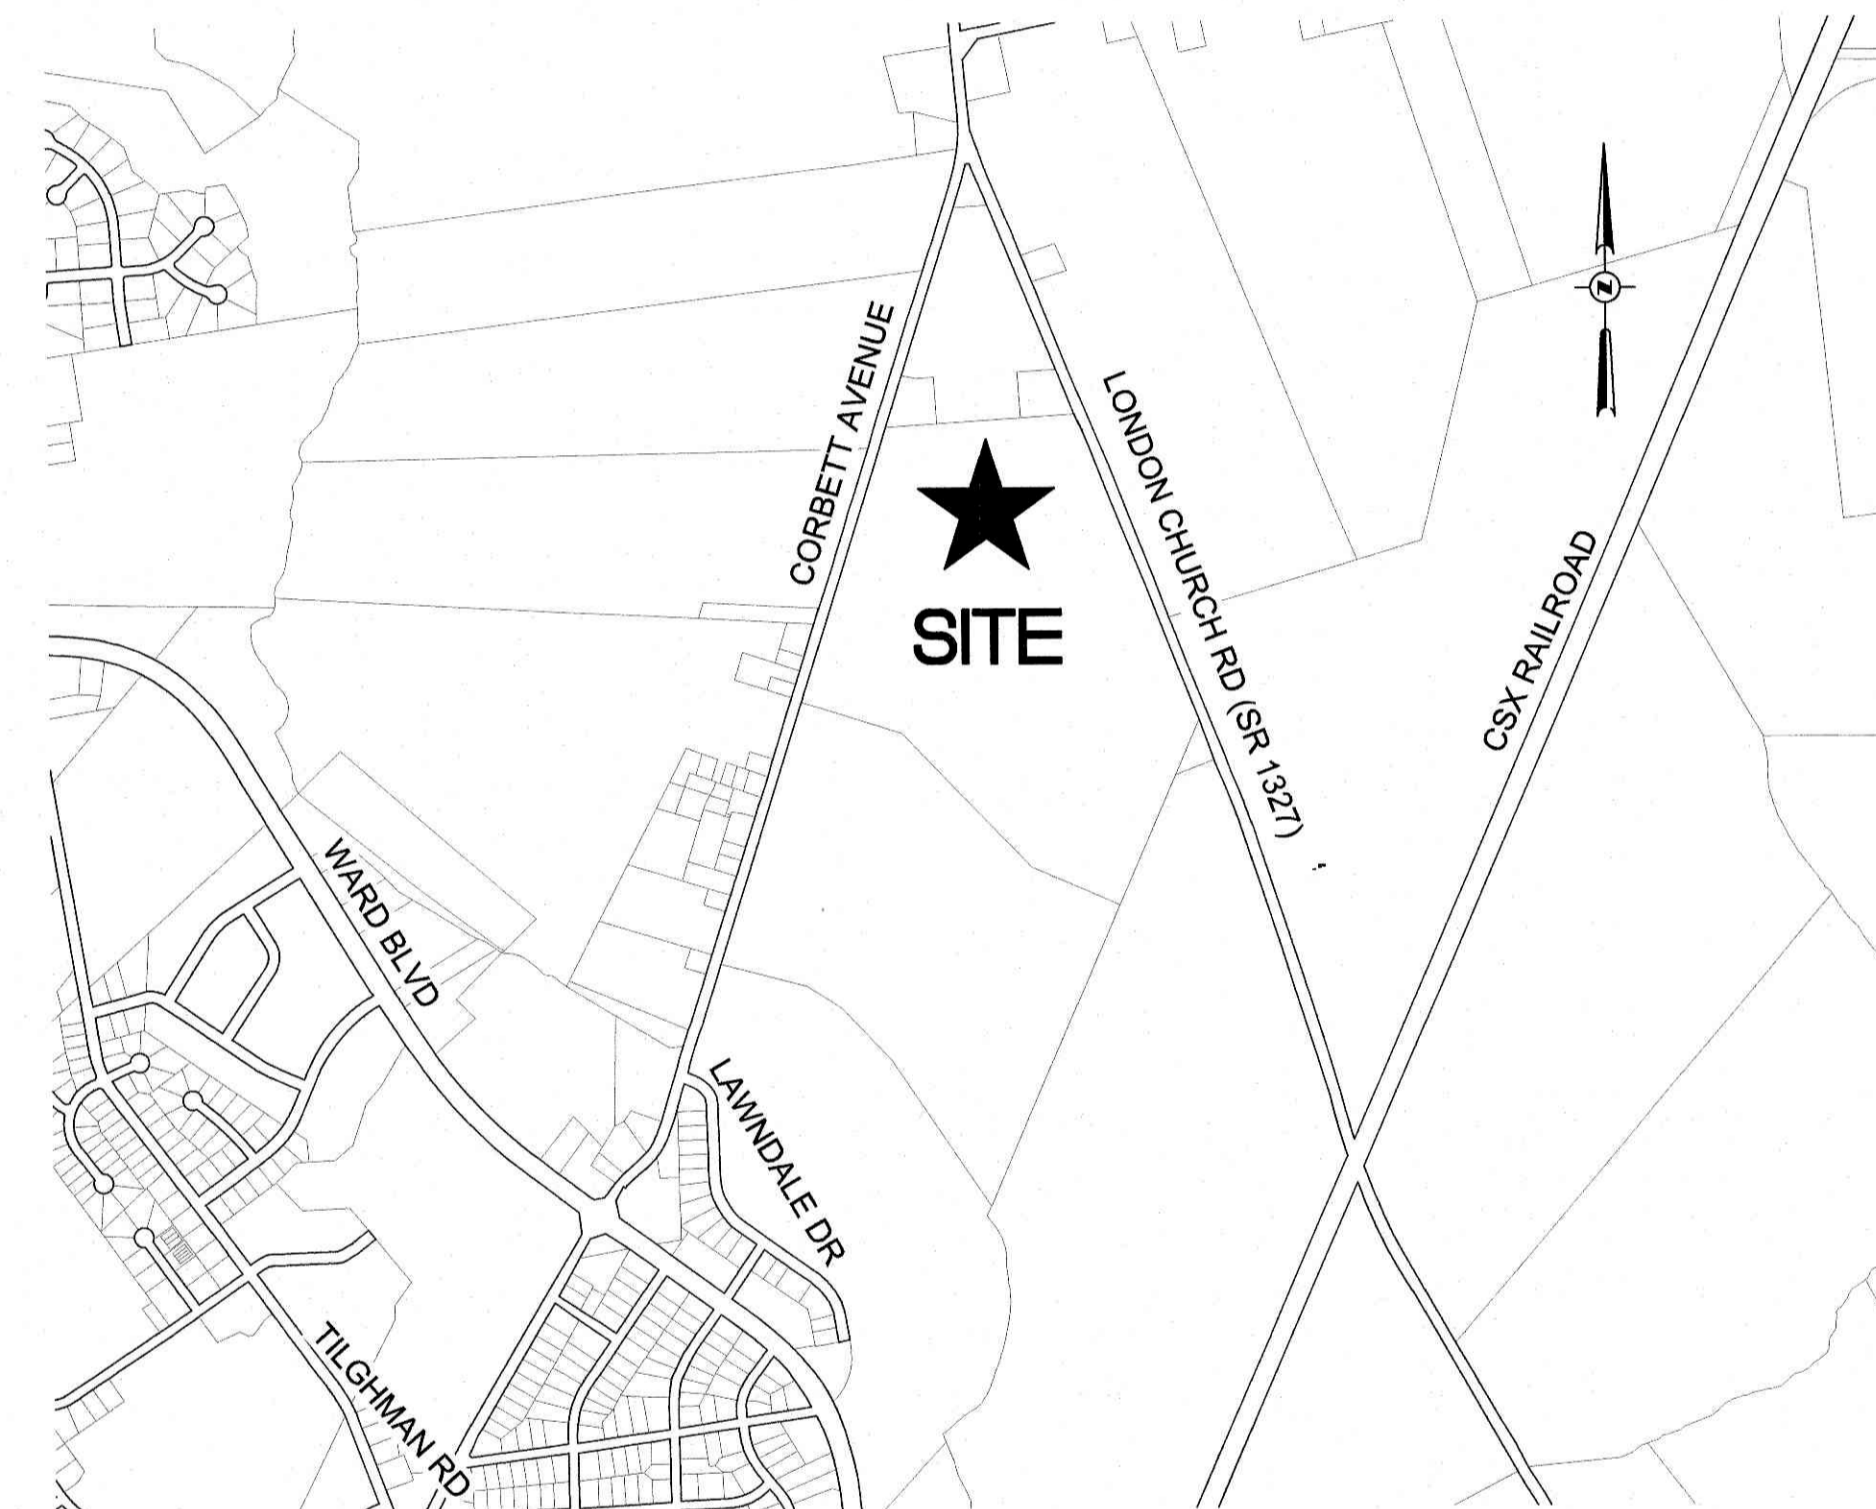 N
CORBETT AVENUE
LONDON CHURCH RD (SR 1327)
SITE
CSX RAILROAD
WARD BLVD
LAWNDALE DR
TILGHMAN RD